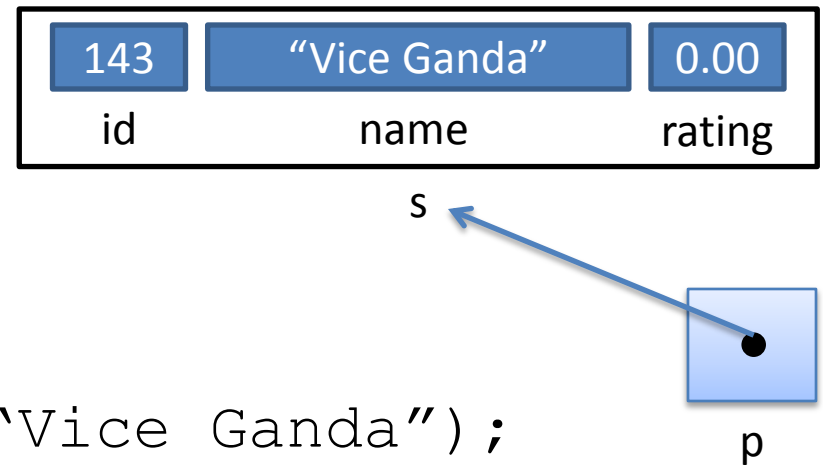 143 “Vice Ganda” 0.00
id name rating
s
“Vice Ganda”);
p